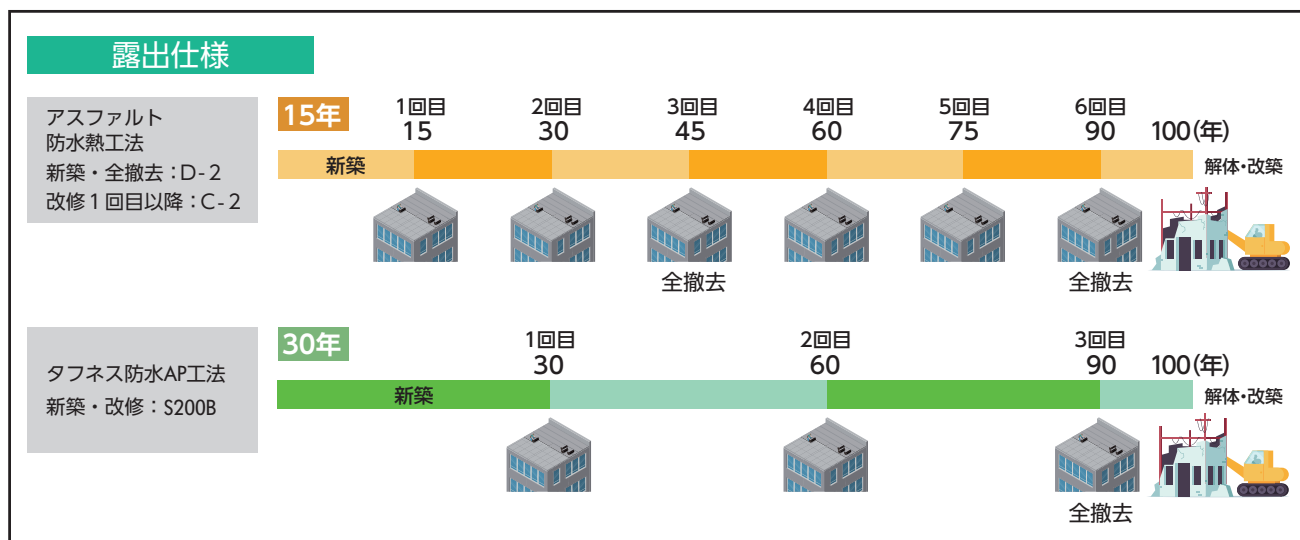 露出仕様
アスファルト
防水熱工法
新築・全撤去：D-2
改修１回目以降：C-2
15年
1回目 2回目 3回目 4回目 5回目 6回目
15 30 45 60 75 90 100(年)
新築 解体・改築
全撤去 全撤去
タフネス防水AP工法
新築・改修：S200B
30年
1回目 2回目 3回目
30 60 90 100(年)
新築 解体・改築
全撤去